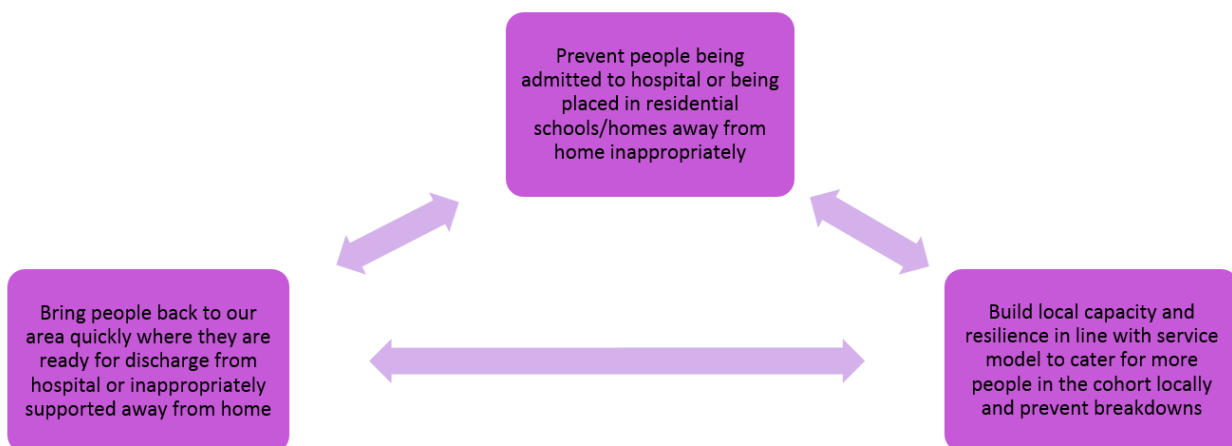 Prevent people being
admitted to hospital or being
placed in residential
schools/homes away from
home inappropriately
Bring people back to our
area quickly where they are
ready for discharge from
hospital or inappropriately
supported away from home
Build local capacity and
resilience in line with service
model to cater for more
people in the cohort locally
and prevent breakdowns